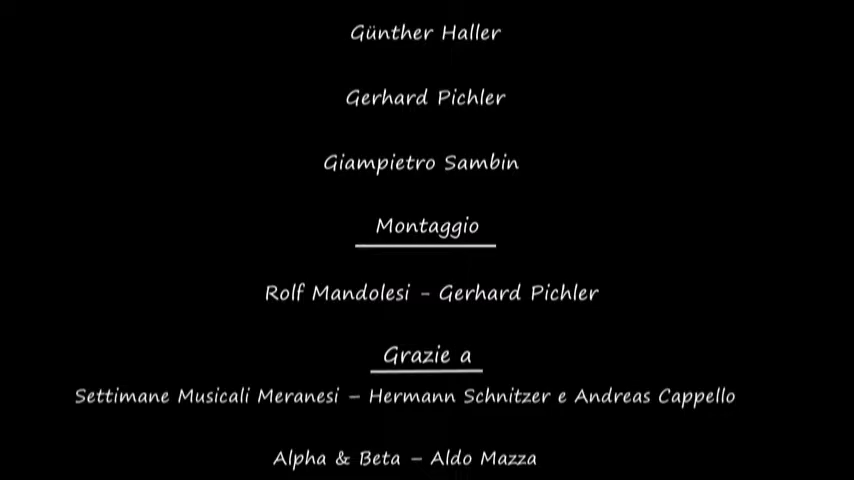 Günther Haller
Gerhard Pichler
Giampietro Sambin
Montaggio
Rolf Mandolesi - Gerhard Pichler
Grazie a
Settimane Musicali Meranesi – Hermann Schnitzer e Andreas Cappello
Alpha & Beta – Aldo Mazza